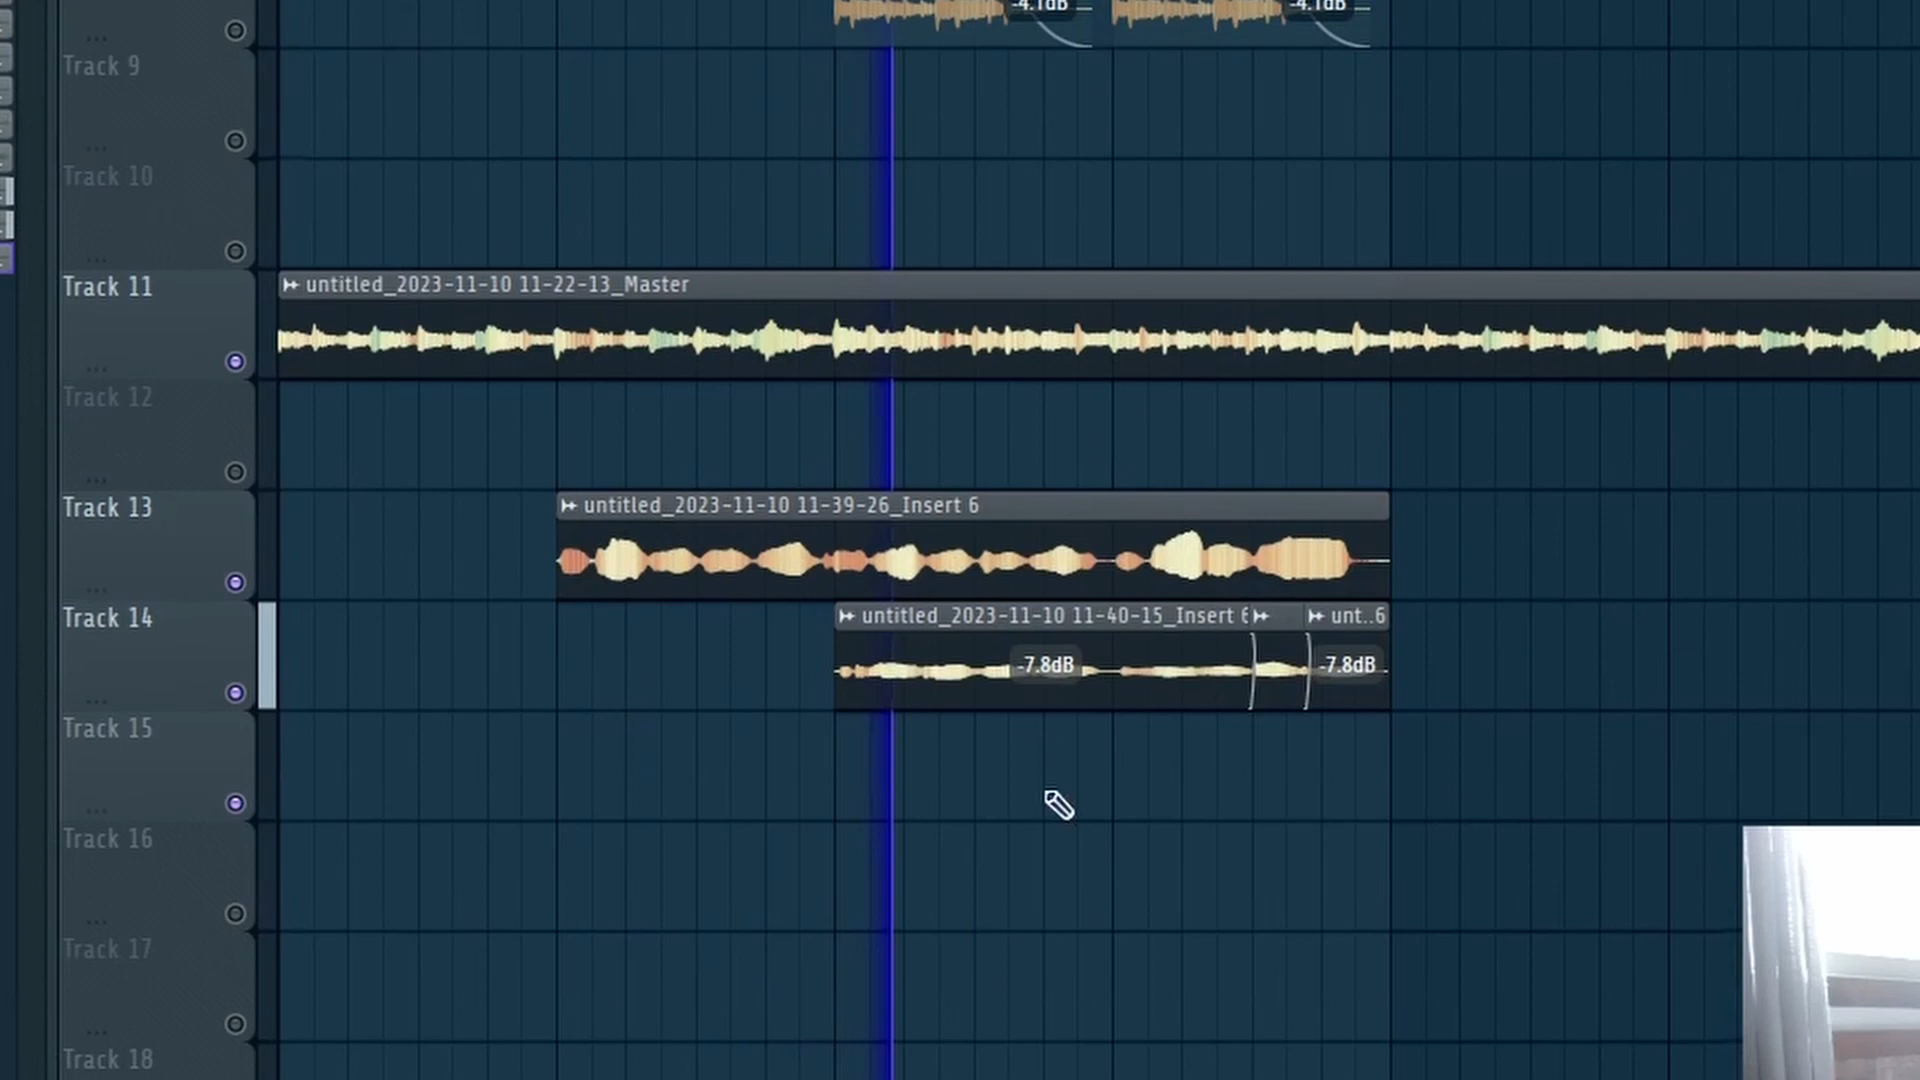 -4.1dB -4.1dB
Track 9
Track 10
Track 11
untitled_2023-11-10 11-22-13_Master
Track 12
Track 13
untitled_2023-11-10 11-39-26_Insert 6
Track 14
untitled_2023-11-10 11-40-15_Insert 6 unt..6
-7.8dB -7.8dB
Track 15
Track 16
Track 17
Track 18